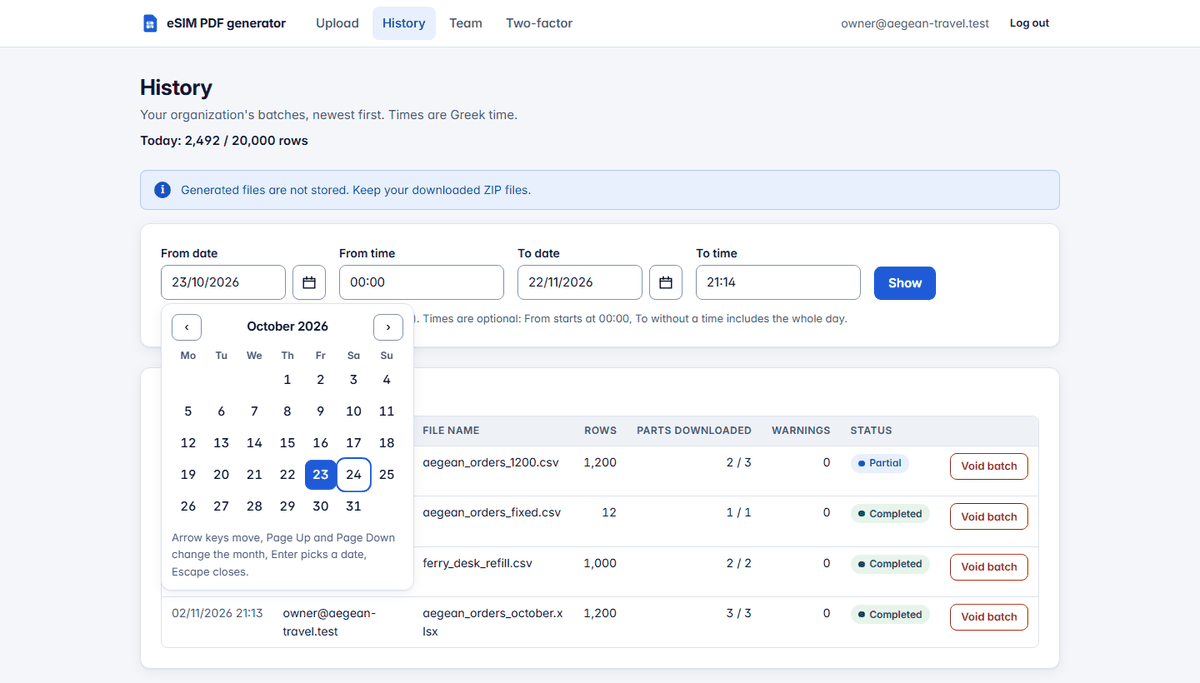 eSIM PDF generator Upload History Team Two-factor owner@aegean-travel.test Log out
History
Your organization's batches, newest first. Times are Greek time.
Today: 2,492 / 20,000 rows
Generated files are not stored. Keep your downloaded ZIP files.
From date From time To date To time
23/10/2026 00:00 22/11/2026 21:14 Show
). Times are optional: From starts at 00:00, To without a time includes the whole day.
‹ October 2026 ›
Mo Tu We Th Fr Sa Su
1 2 3 4
5 6 7 8 9 10 11
12 13 14 15 16 17 18
19 20 21 22 23 24 25
26 27 28 29 30 31
Arrow keys move, Page Up and Page Down
change the month, Enter picks a date,
Escape closes.
FILE NAME ROWS PARTS DOWNLOADED WARNINGS STATUS
aegean_orders_1200.csv 1,200 2 / 3 0 Partial Void batch
aegean_orders_fixed.csv 12 1 / 1 0 Completed Void batch
ferry_desk_refill.csv 1,000 2 / 2 0 Completed Void batch
02/11/2026 21:13 owner@aegean-travel.test aegean_orders_october.xlsx 1,200 3 / 3 0 Completed Void batch